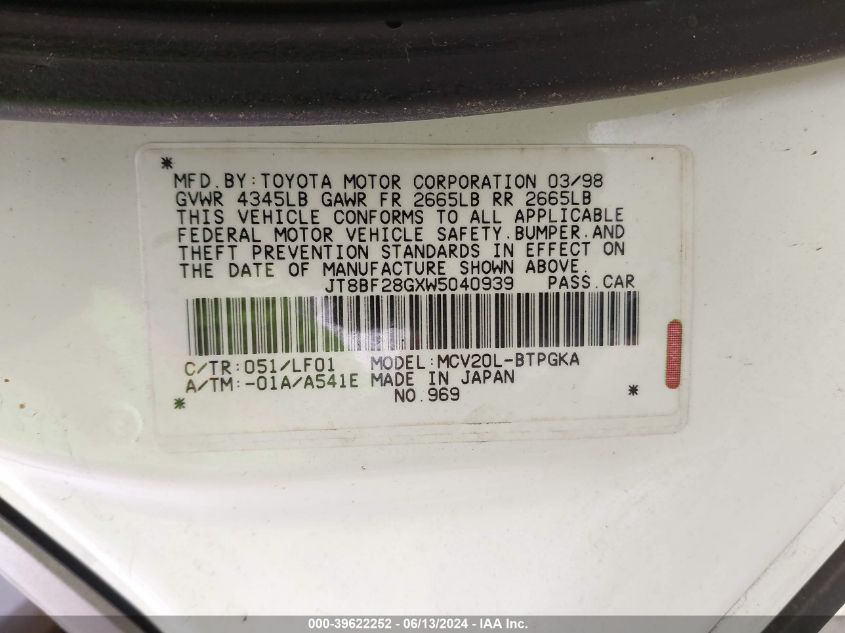 *
MFD. BY: TOYOTA MOTOR CORPORATION 03/98
GVWR 4345LB GAWR FR 2665LB RR 2665LB
THIS VEHICLE CONFORMS TO ALL APPLICABLE
FEDERAL MOTOR VEHICLE SAFETY. BUMPER. AND
THEFT PREVENTION STANDARDS IN EFFECT ON
THE DATE OF MANUFACTURE SHOWN ABOVE.
JT8BF28GXW5040939 PASS. CAR
C/TR: 051/LF01 MODEL: MCV20L-BTPGKA
A/TM: -01A/A541E MADE IN JAPAN
* NO. 969 *
000-39622252 - 06/13/2024 - IAA Inc.